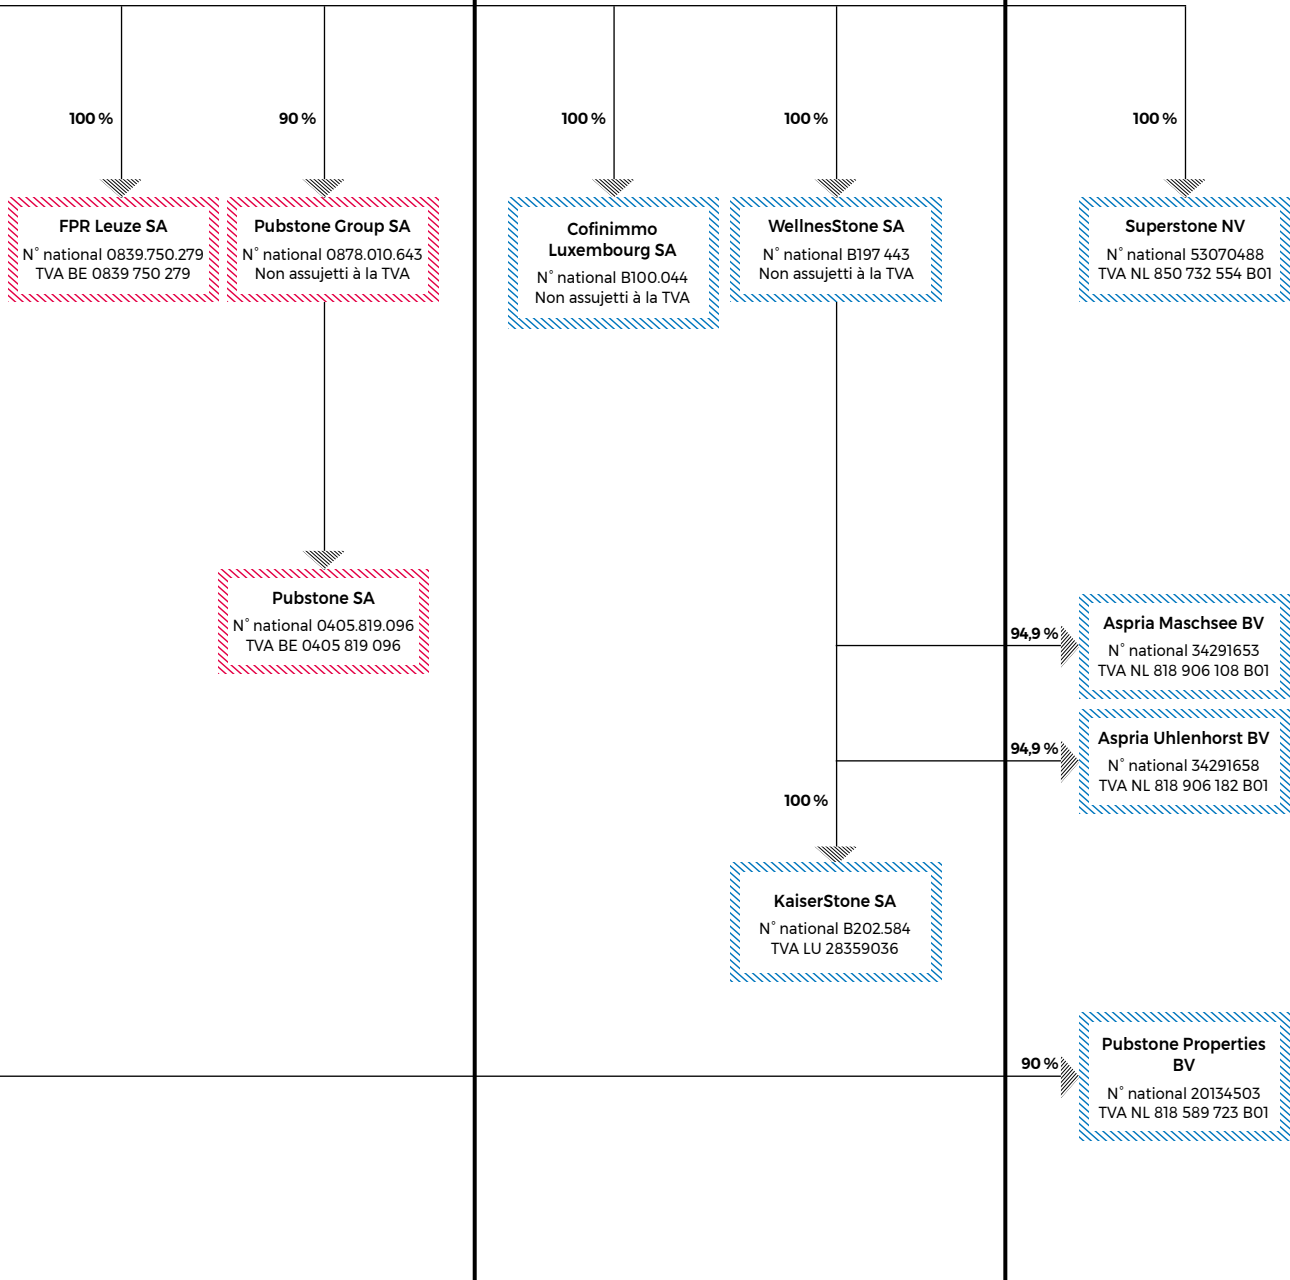 100 %
90 %
100 %
100 %
100 %
FPR Leuze SA
N° national 0839.750.279
TVA BE 0839 750 279
Pubstone Group SA
N° national 0878.010.643
Non assujetti à la TVA
Cofinimmo
Luxembourg SA
N° national B100.044
Non assujetti à la TVA
WellnesStone SA
N° national B197 443
Non assujetti à la TVA
Superstone NV
N° national 53070488
TVA NL 850 732 554 B01
Pubstone SA
N° national 0405.819.096
TVA BE 0405 819 096
94,9 %
Aspria Maschsee BV
N° national 34291653
TVA NL 818 906 108 B01
94,9 %
Aspria Uhlenhorst BV
N° national 34291658
TVA NL 818 906 182 B01
100 %
KaiserStone SA
N° national B202.584
TVA LU 28359036
90 %
Pubstone Properties
BV
N° national 20134503
TVA NL 818 589 723 B01